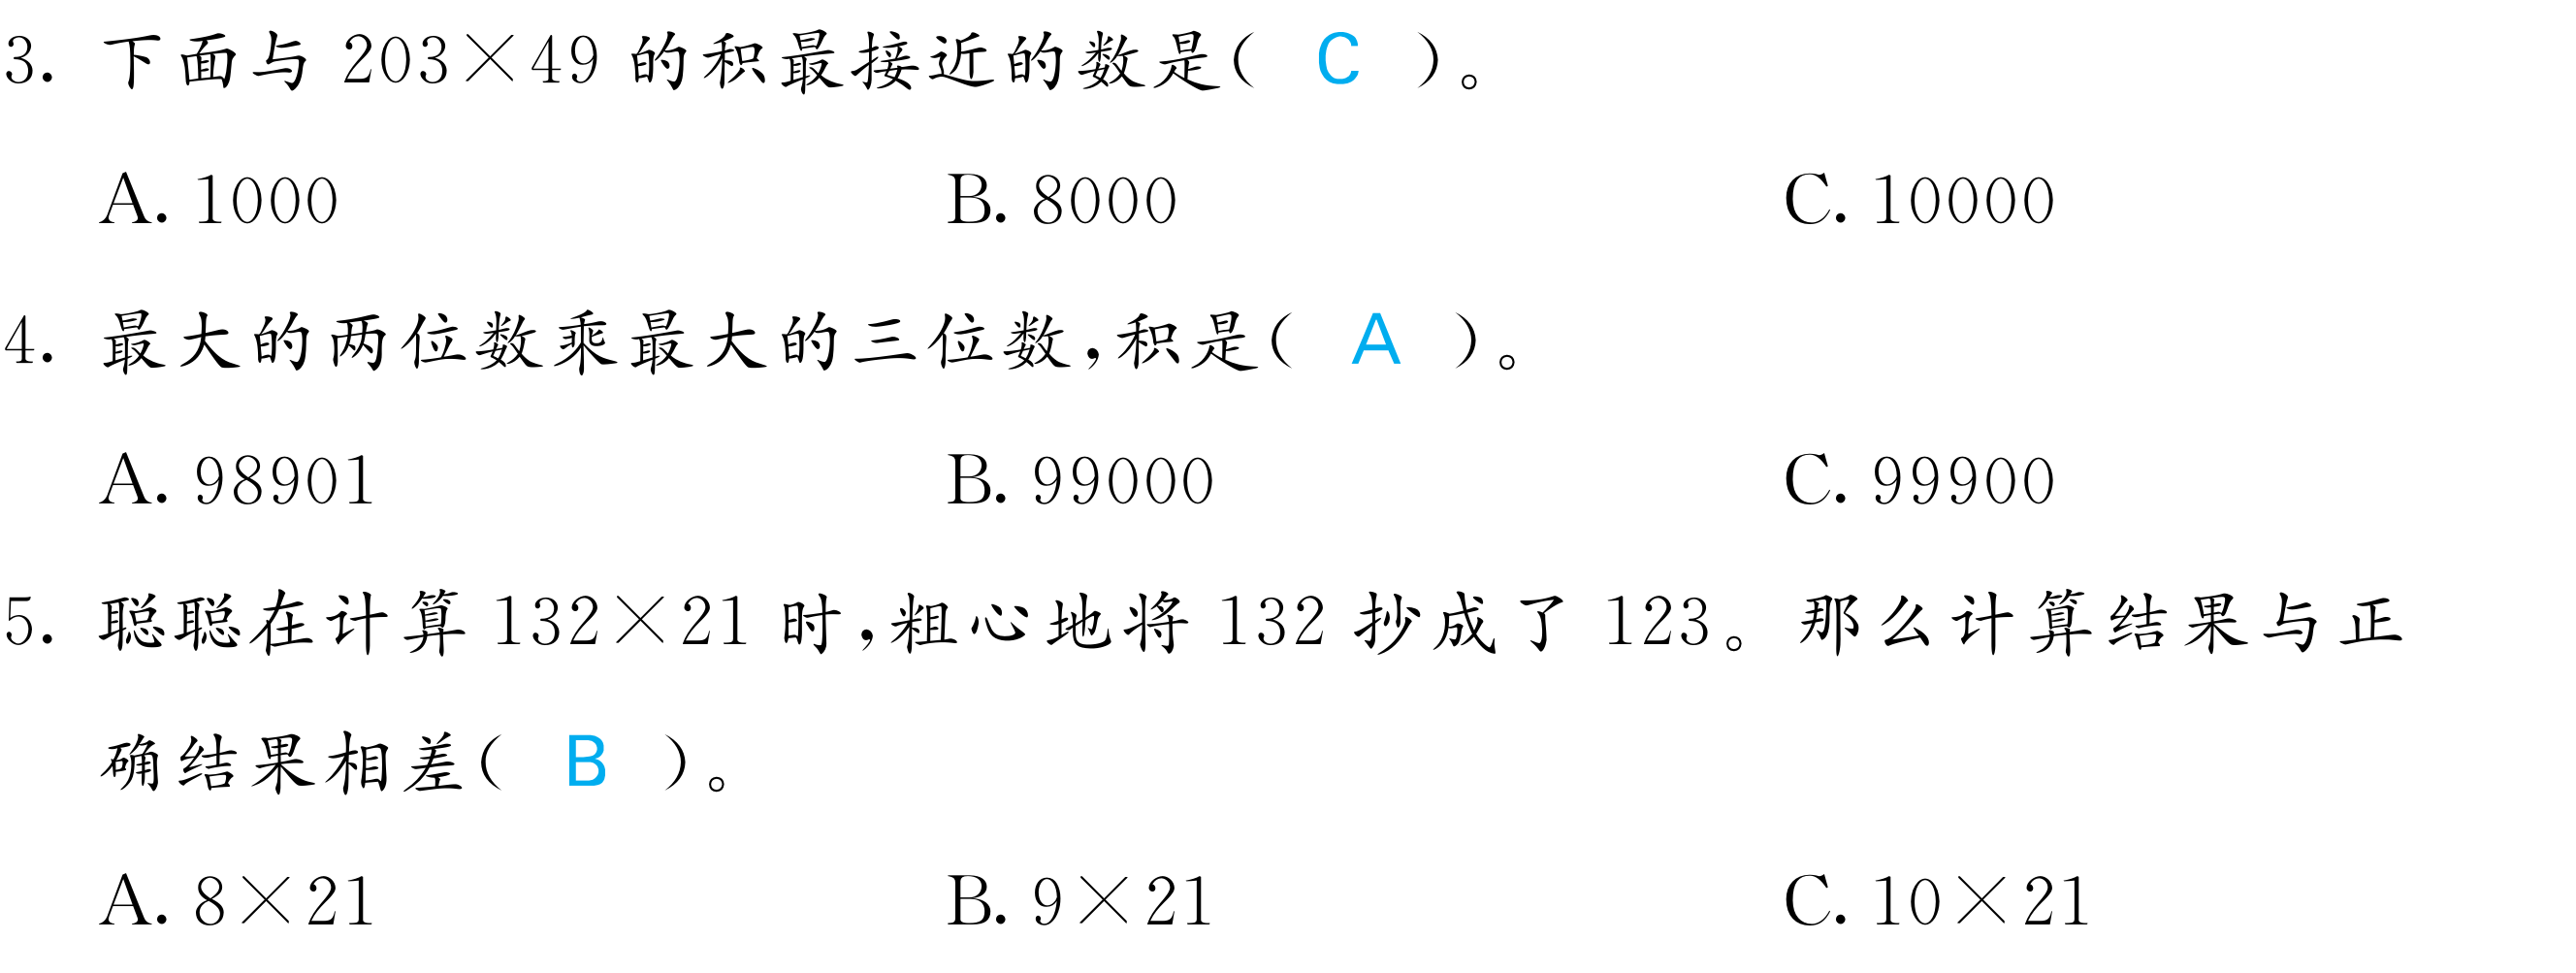 3. 下面与 203×49 的积最接近的数是( C )。
A. 1000 B. 8000 C. 10000
4. 最大的两位数乘最大的三位数,积是( A )。
A. 98901 B. 99000 C. 99900
5. 聪聪在计算 132×21 时,粗心地将 132 抄成了 123。那么计算结果与正
确结果相差( B )。
A. 8×21 B. 9×21 C. 10×21